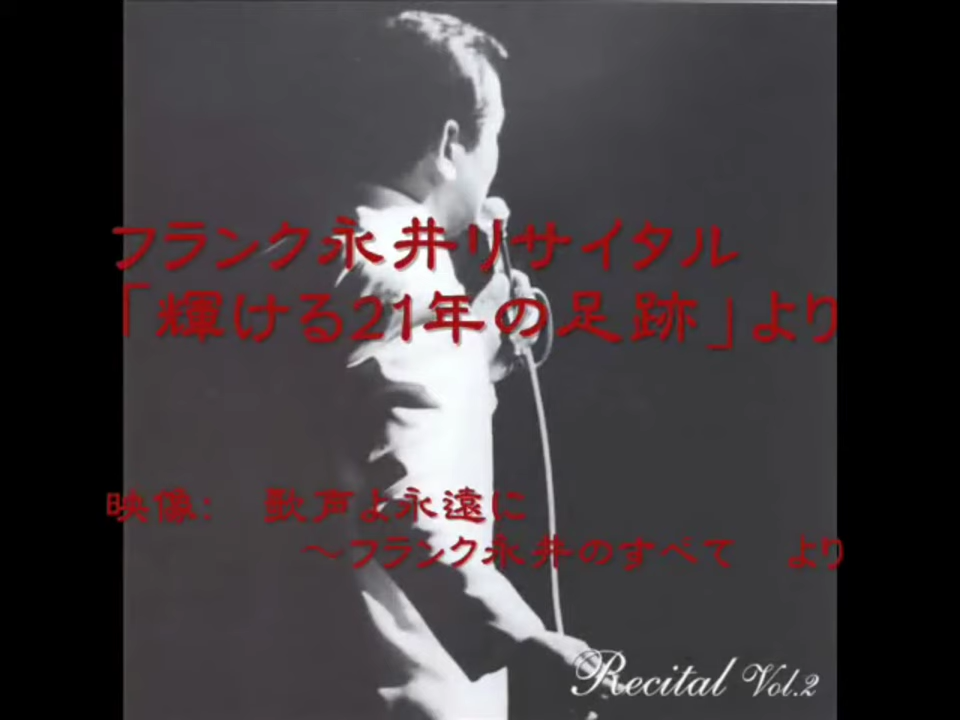 フランク永井リサイタル
「輝ける21年の足跡」より
映像：　歌声よ永遠に
～フランク永井のすべて　より
Recital Vol.2